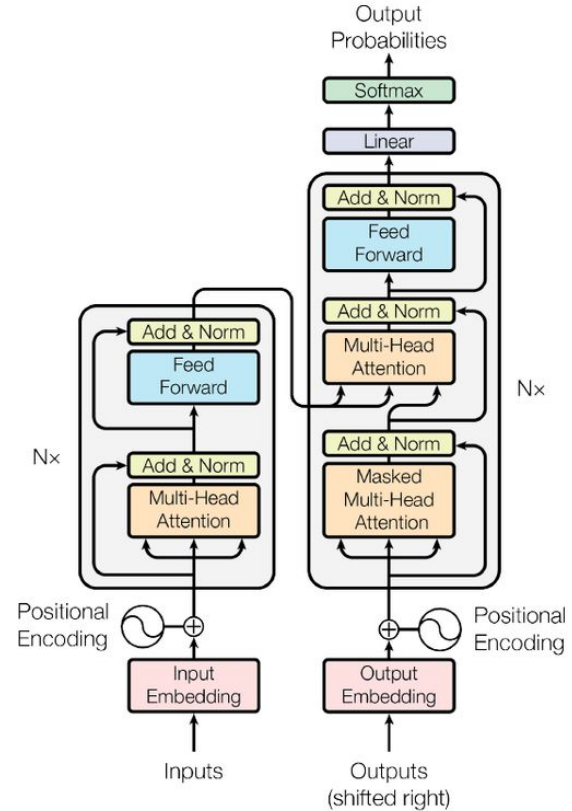 Output
Probabilities
Softmax
Linear
Add & Norm
Feed
Forward
Add & Norm
Multi-Head
Attention
Add & Norm
Masked
Multi-Head
Attention
N×
Add & Norm
Feed
Forward
Add & Norm
Multi-Head
Attention
N×
Positional
Encoding
Positional
Encoding
Input
Embedding
Output
Embedding
Inputs
Outputs
(shifted right)